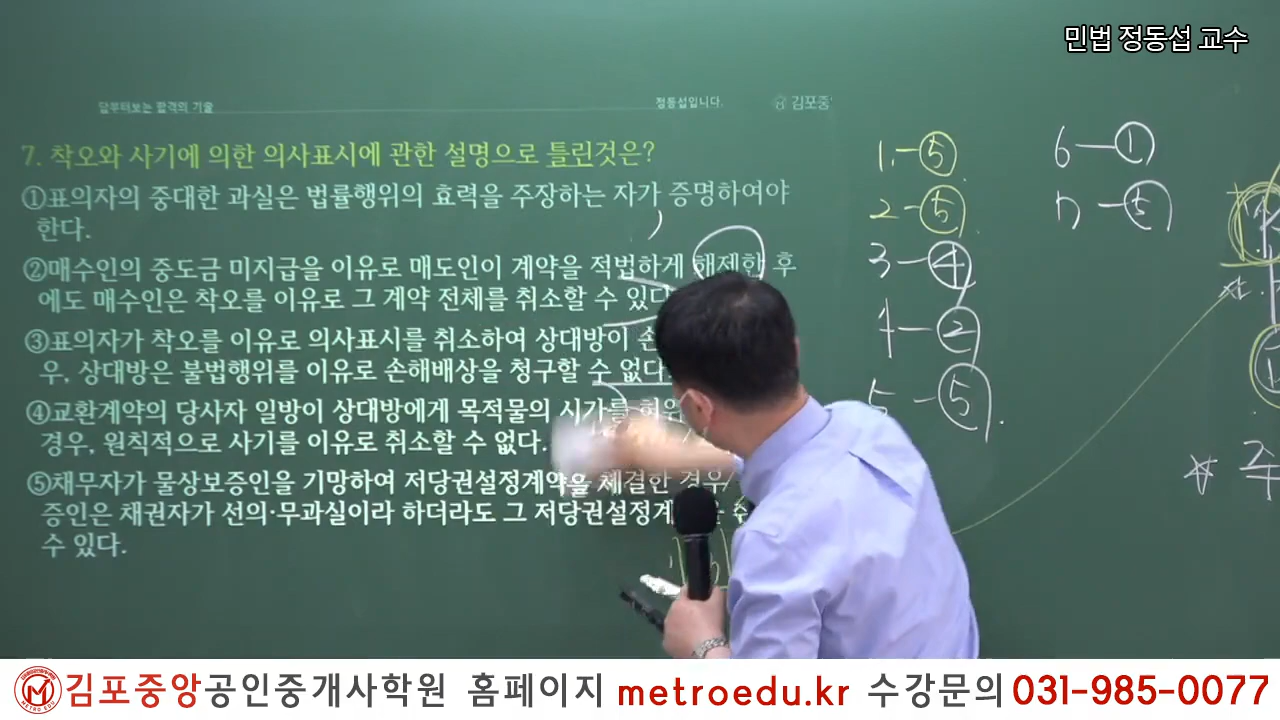 민법 정동섭 교수
답부터보는 합격의 기술
정동섭입니다.
김포중
7. 착오와 사기에 의한 의사표시에 관한 설명으로 틀린것은?
①표의자의 중대한 과실은 법률행위의 효력을 주장하는 자가 증명하여야
한다.
②매수인의 중도금 미지급을 이유로 매도인이 계약을 적법하게 해제한 후
에도 매수인은 착오를 이유로 그 계약 전체를 취소할 수 있다
③표의자가 착오를 이유로 의사표시를 취소하여 상대방이 손
우, 상대방은 불법행위를 이유로 손해배상을 청구할 수 없다.
④교환계약의 당사자 일방이 상대방에게 목적물의 시가를 허위
경우, 원칙적으로 사기를 이유로 취소할 수 없다.
⑤채무자가 물상보증인을 기망하여 저당권설정계약을 체결한 경우
증인은 채권자가 선의·무과실이라 하더라도 그 저당권설정계
수 있다.
1.-⑤
2-⑤
3-④
4-②
5-⑤
6-①
7-⑤
김포중앙공인중개사학원 홈페이지 metroedu.kr 수강문의 031-985-0077
METRO EDU